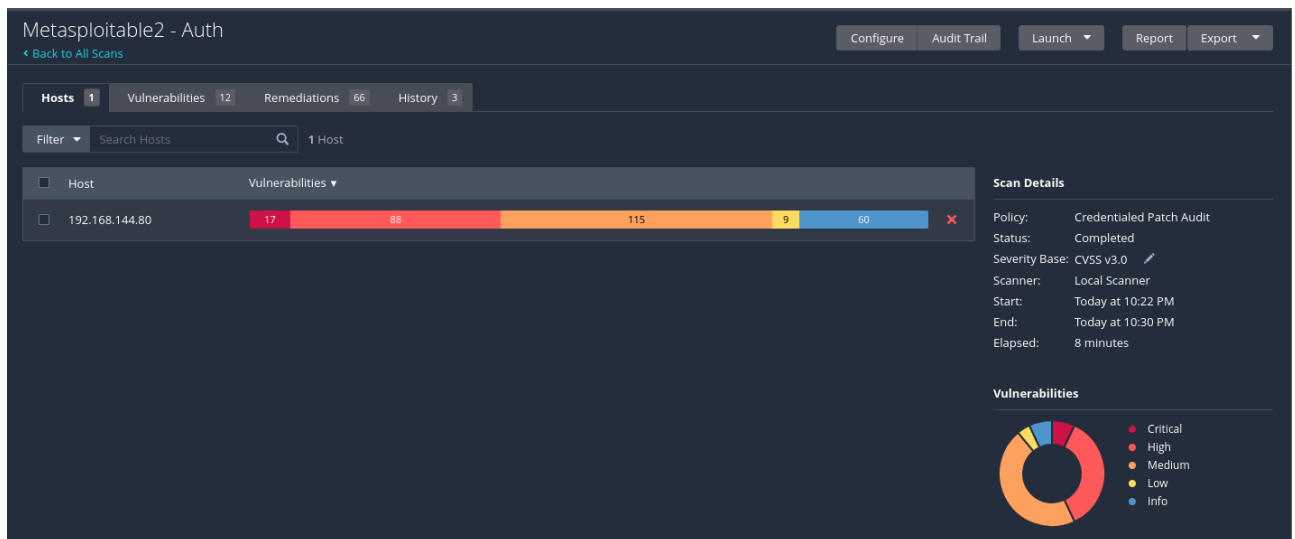 Metasploitable2 - Auth
Configure Audit Trail Launch Report Export
Back to All Scans
Hosts 1 Vulnerabilities 12 Remediations 66 History 3
Filter Search Hosts 1 Host
Host Vulnerabilities
192.168.144.80 17 88 115 9 60
Scan Details
Policy: Credentialed Patch Audit
Status: Completed
Severity Base: CVSS v3.0
Scanner: Local Scanner
Start: Today at 10:22 PM
End: Today at 10:30 PM
Elapsed: 8 minutes
Vulnerabilities
Critical
High
Medium
Low
Info